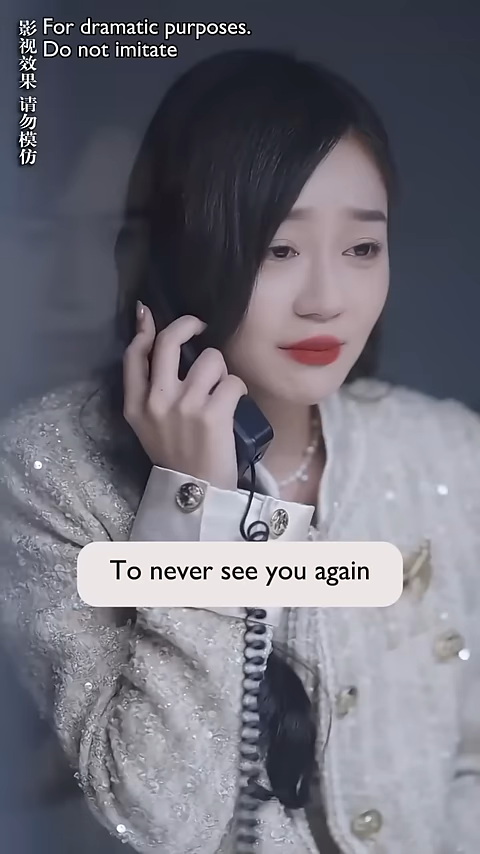 影视效果 请勿模仿
For dramatic purposes.
Do not imitate
To never see you again